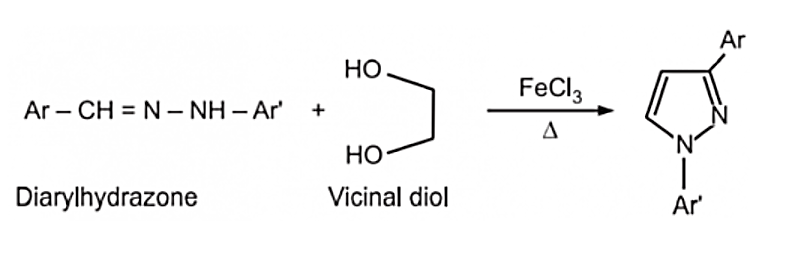 Ar – CH = N – NH – Ar' +
HO
HO
FeCl₃
Δ
Ar
N
N
Ar'
Diarylhydrazone
Vicinal diol